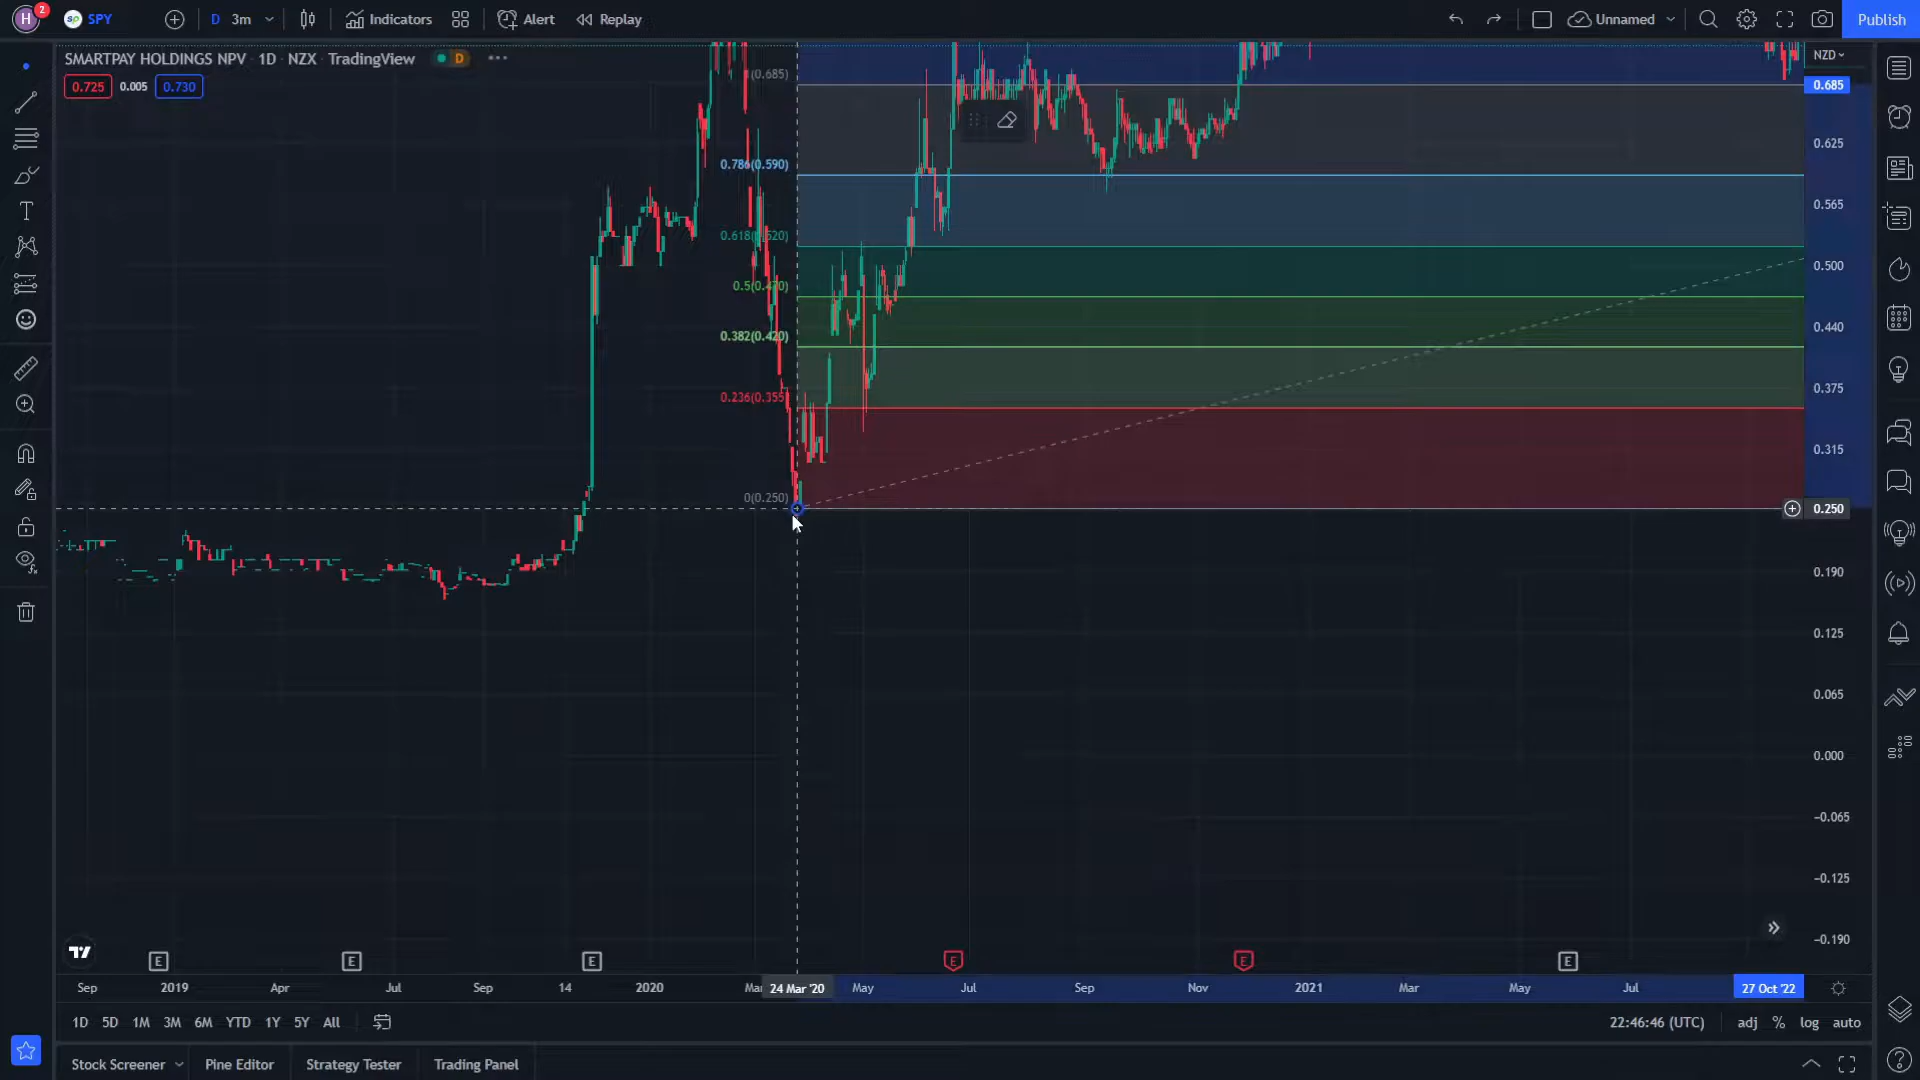 H 2 SPY D 3m Indicators Alert Replay Unnamed Publish
SMARTPAY HOLDINGS NPV · 1D · NZX · TradingView D
0.725 0.005 0.730
NZD
0.685
0.625
0.565
0.500
0.440
0.375
0.315
0.250
0.190
0.125
0.065
0.000
−0.065
−0.125
−0.190
(0.685)
0.786(0.590)
0.618(0.520)
0.5(0.470)
0.382(0.420)
0.236(0.355)
0(0.250)
E E E E E E
Sep 2019 Apr Jul Sep 14 2020 24 Mar '20 May Jul Sep Nov 2021 Mar May Jul 27 Oct '22
1D 5D 1M 3M 6M YTD 1Y 5Y All 22:46:46 (UTC) adj % log auto
Stock Screener Pine Editor Strategy Tester Trading Panel